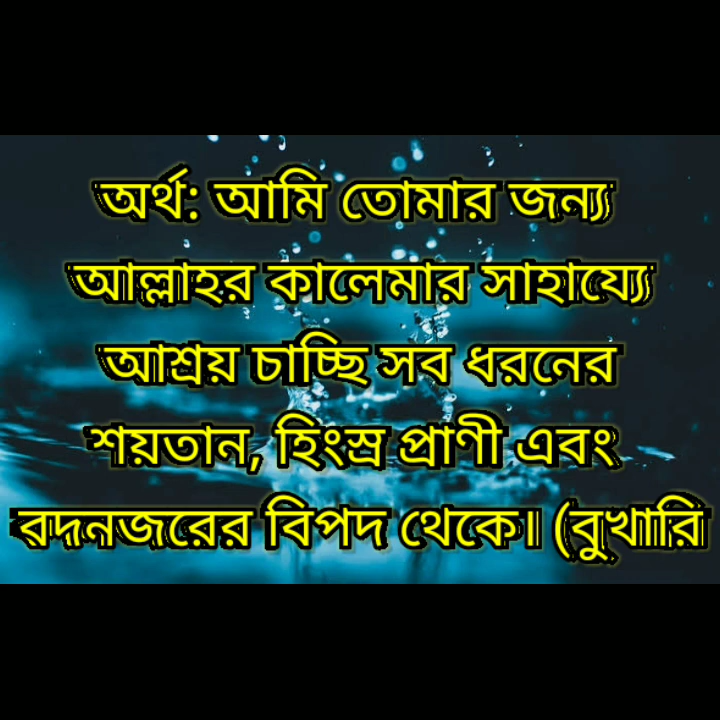 অর্থ: আমি তোমার জন্য
আল্লাহর কালেমার সাহায্যে
আশ্রয় চাচ্ছি সব ধরনের
শয়তান, হিংস্র প্রাণী এবং
বদনজরের বিপদ থেকে॥ (বুখারি